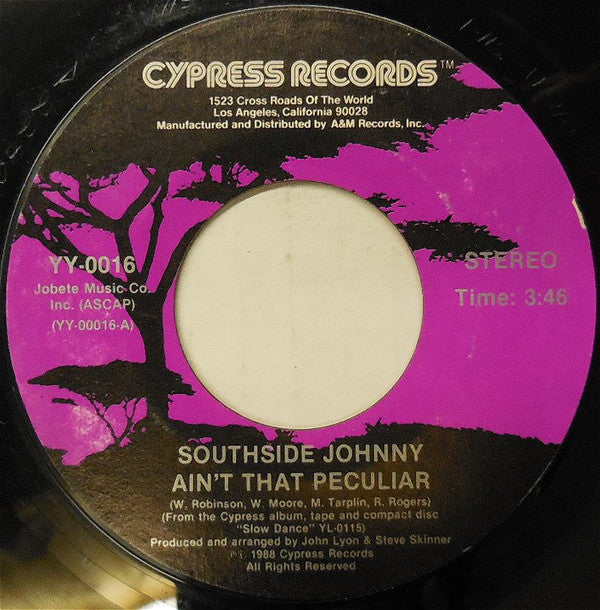 CYPRESS RECORDS™
1523 Cross Roads Of The World
Los Angeles, California 90028
Manufactured and Distributed by A&M Records, Inc.
YY-0016
Jobete Music Co.
Inc. (ASCAP)
(YY-00016-A)
STEREO
Time: 3:46
SOUTHSIDE JOHNNY
AIN'T THAT PECULIAR
(W. Robinson, W. Moore, M. Tarplin, R. Rogers)
(From the Cypress album, tape and compact disc
"Slow Dance" YL-0115)
Produced and arranged by John Lyon & Steve Skinner
℗ 1988 Cypress Records
All Rights Reserved